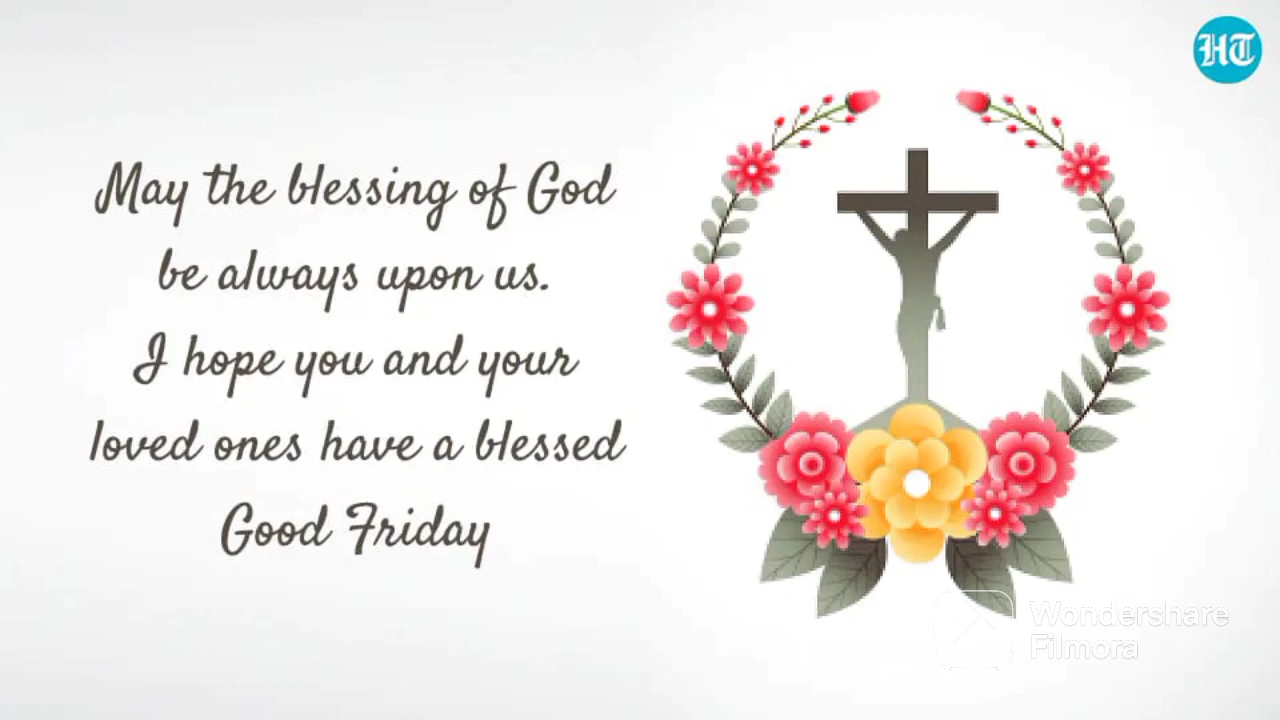 HT
May the blessing of God
be always upon us.
I hope you and your
loved ones have a blessed
Good Friday
Wondershare
Filmora